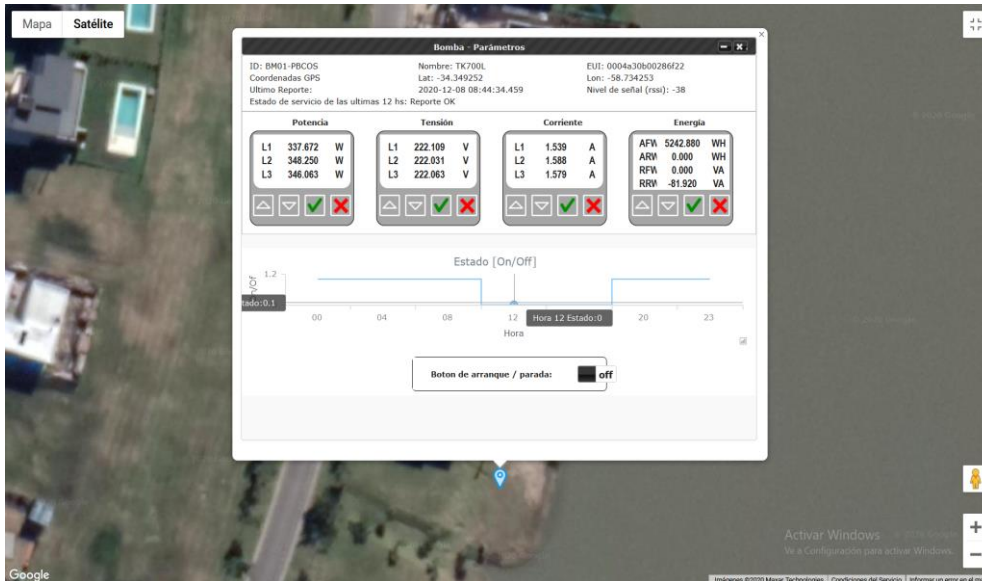 Mapa Satélite
Bomba - Parámetros
ID: BM01-PBCOS Nombre: TK700L EUI: 0004a30b00286f22
Coordenadas GPS Lat: -34.349252 Lon: -58.734253
Ultimo Reporte: 2020-12-08 08:44:34.459 Nivel de señal (rssi): -38
Estado de servicio de las ultimas 12 hs: Reporte OK
Potencia Tensión Corriente Energía
L1 337.672 W L1 222.109 V L1 1.539 A AFW 5242.880 WH
L2 348.250 W L2 222.031 V L2 1.588 A ARW 0.000 WH
L3 346.063 W L3 222.063 V L3 1.579 A RFW 0.000 VA
RRW -81.920 VA
Estado [On/Off]
1.2
tado:0.1
00 04 08 12 Hora 12 Estado:0 20 23
Hora
Boton de arranque / parada: off
Activar Windows
Ve a Configuración para activar Windows.
Google
Imágenes ©2020 Maxar Technologies Condiciones del Servicio Informar un error en el m